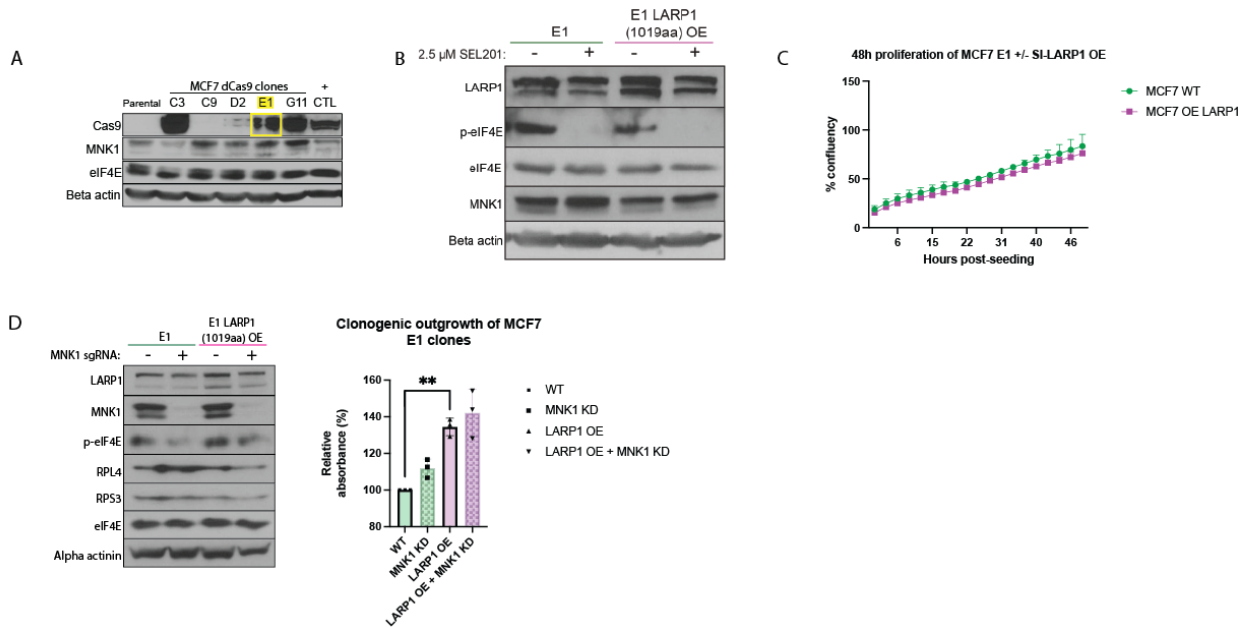 A
MCF7 dCas9 clones
+
Parental C3 C9 D2 E1 G11 CTL
Cas9
MNK1
eIF4E
Beta actin
B
E1
E1 LARP1
(1019aa) OE
2.5 µM SEL201: - + - +
LARP1
p-eIF4E
eIF4E
MNK1
Beta actin
C
48h proliferation of MCF7 E1 +/- SI-LARP1 OE
% confluency
150
100
50
0
6 15 22 31 40 46
Hours post-seeding
MCF7 WT
MCF7 OE LARP1
D
E1
E1 LARP1
(1019aa) OE
MNK1 sgRNA: - + - +
LARP1
MNK1
p-eIF4E
RPL4
RPS3
eIF4E
Alpha actinin
Clonogenic outgrowth of MCF7
E1 clones
Relative
absorbance (%)
160
140
120
100
80
**
WT
MNK1 KD
LARP1 OE
LARP1 OE + MNK1 KD
WT
MNK1 KD
LARP1 OE
LARP1 OE + MNK1 KD